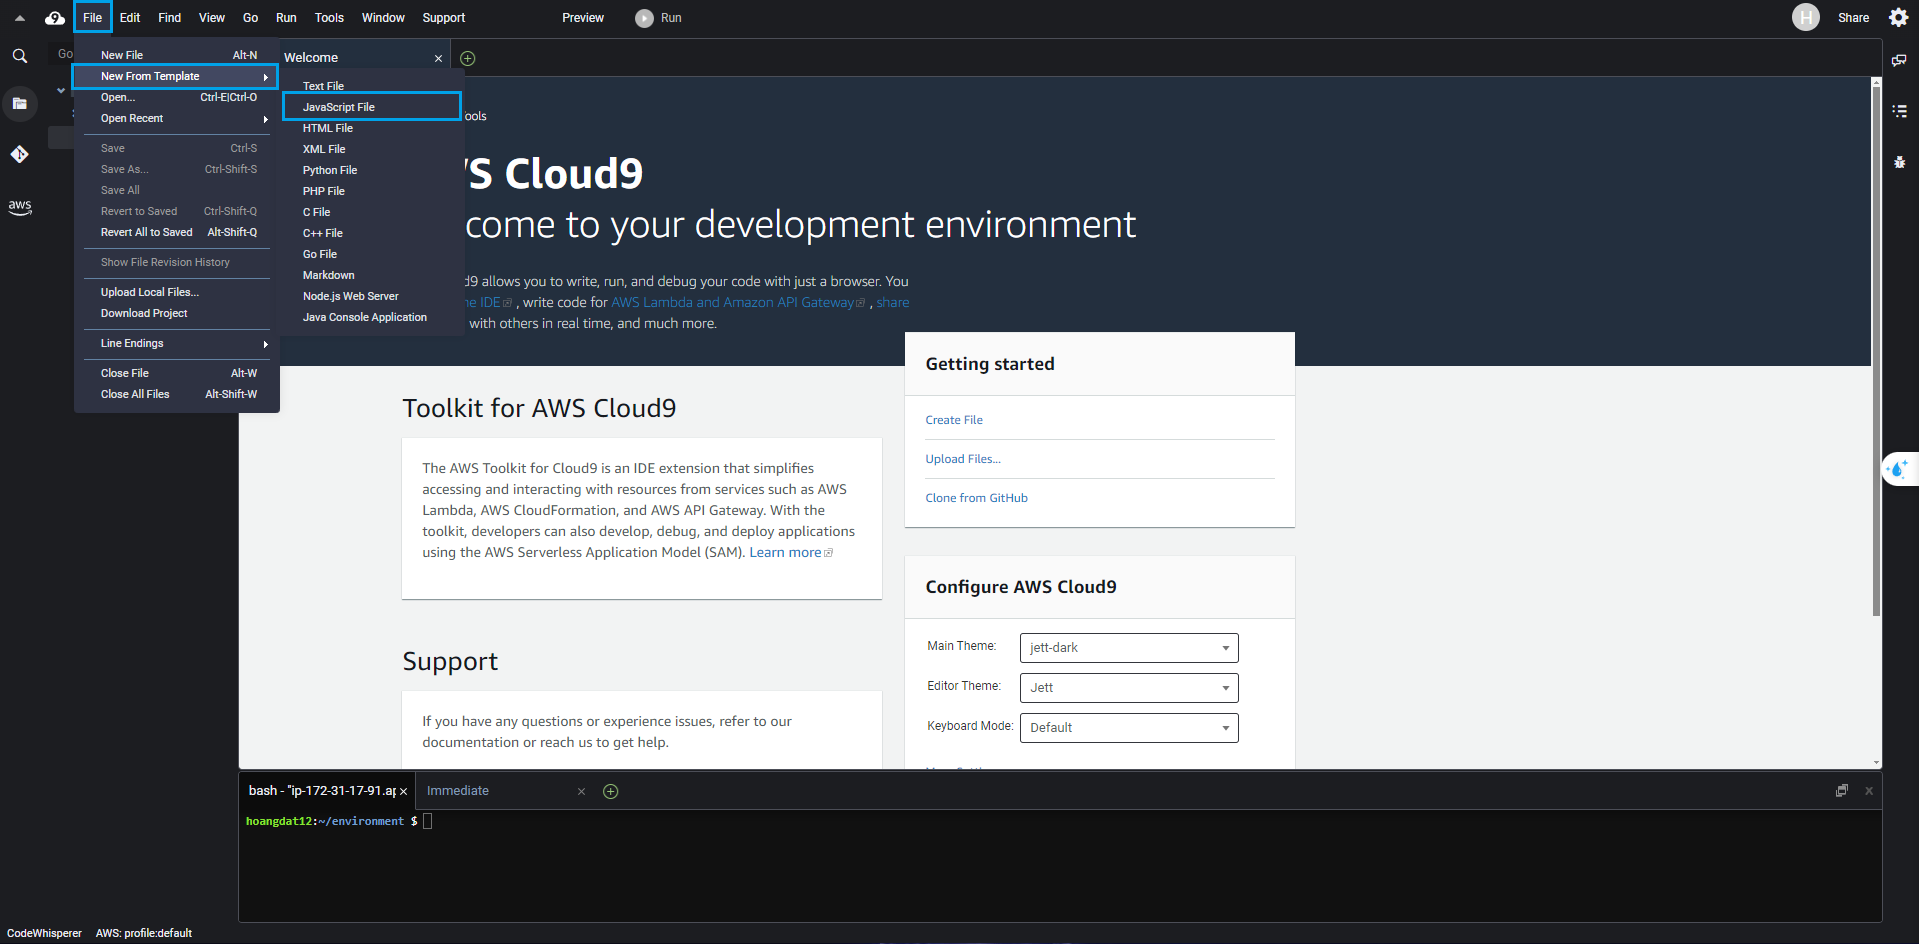 File Edit Find View Go Run Tools Window Support Preview Run H Share
Go
New File Alt-N
New From Template
Open... Ctrl-E|Ctrl-O
Open Recent
Save Ctrl-S
Save As... Ctrl-Shift-S
Save All
Revert to Saved Ctrl-Shift-Q
Revert All to Saved Alt-Shift-Q
Show File Revision History
Upload Local Files...
Download Project
Line Endings
Close File Alt-W
Close All Files Alt-Shift-W
aws
Welcome
Text File
JavaScript File
HTML File
XML File
Python File
PHP File
C File
C++ File
Go File
Markdown
Node.js Web Server
Java Console Application
ools
S Cloud9
come to your development environment
d9 allows you to write, run, and debug your code with just a browser. You
ne IDE , write code for AWS Lambda and Amazon API Gateway , share
with others in real time, and much more.
Toolkit for AWS Cloud9
The AWS Toolkit for Cloud9 is an IDE extension that simplifies
accessing and interacting with resources from services such as AWS
Lambda, AWS CloudFormation, and AWS API Gateway. With the
toolkit, developers can also develop, debug, and deploy applications
using the AWS Serverless Application Model (SAM). Learn more
Support
If you have any questions or experience issues, refer to our
documentation or reach us to get help.
Getting started
Create File
Upload Files...
Clone from GitHub
Configure AWS Cloud9
Main Theme: jett-dark
Editor Theme: Jett
Keyboard Mode: Default
bash - "ip-172-31-17-91.ap Immediate
hoangdat12:~/environment $
CodeWhisperer AWS: profile:default